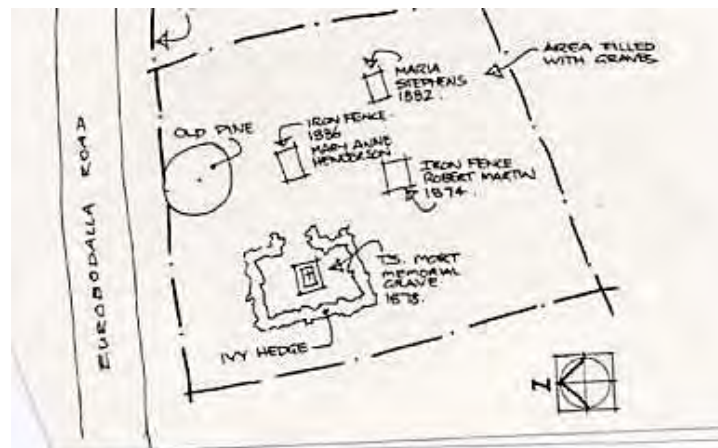 MARIA
STEPHENS
1882.
AREA FILLED
WITH GRAVES
IRON FENCE
1886
MARY ANNE
HENDERSON
OLD PINE
IRON FENCE
ROBERT MARTIN
1874.
T.S. MORT
MEMORIAL
GRAVE
1878.
IVY HEDGE
EUROBODALLA ROAD
N